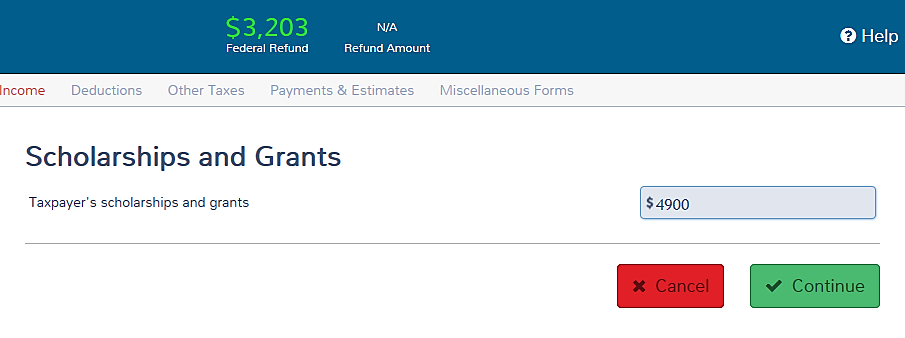 $3,203
Federal Refund
N/A
Refund Amount
Help
Income Deductions Other Taxes Payments & Estimates Miscellaneous Forms
Scholarships and Grants
Taxpayer's scholarships and grants $ 4900
Cancel Continue